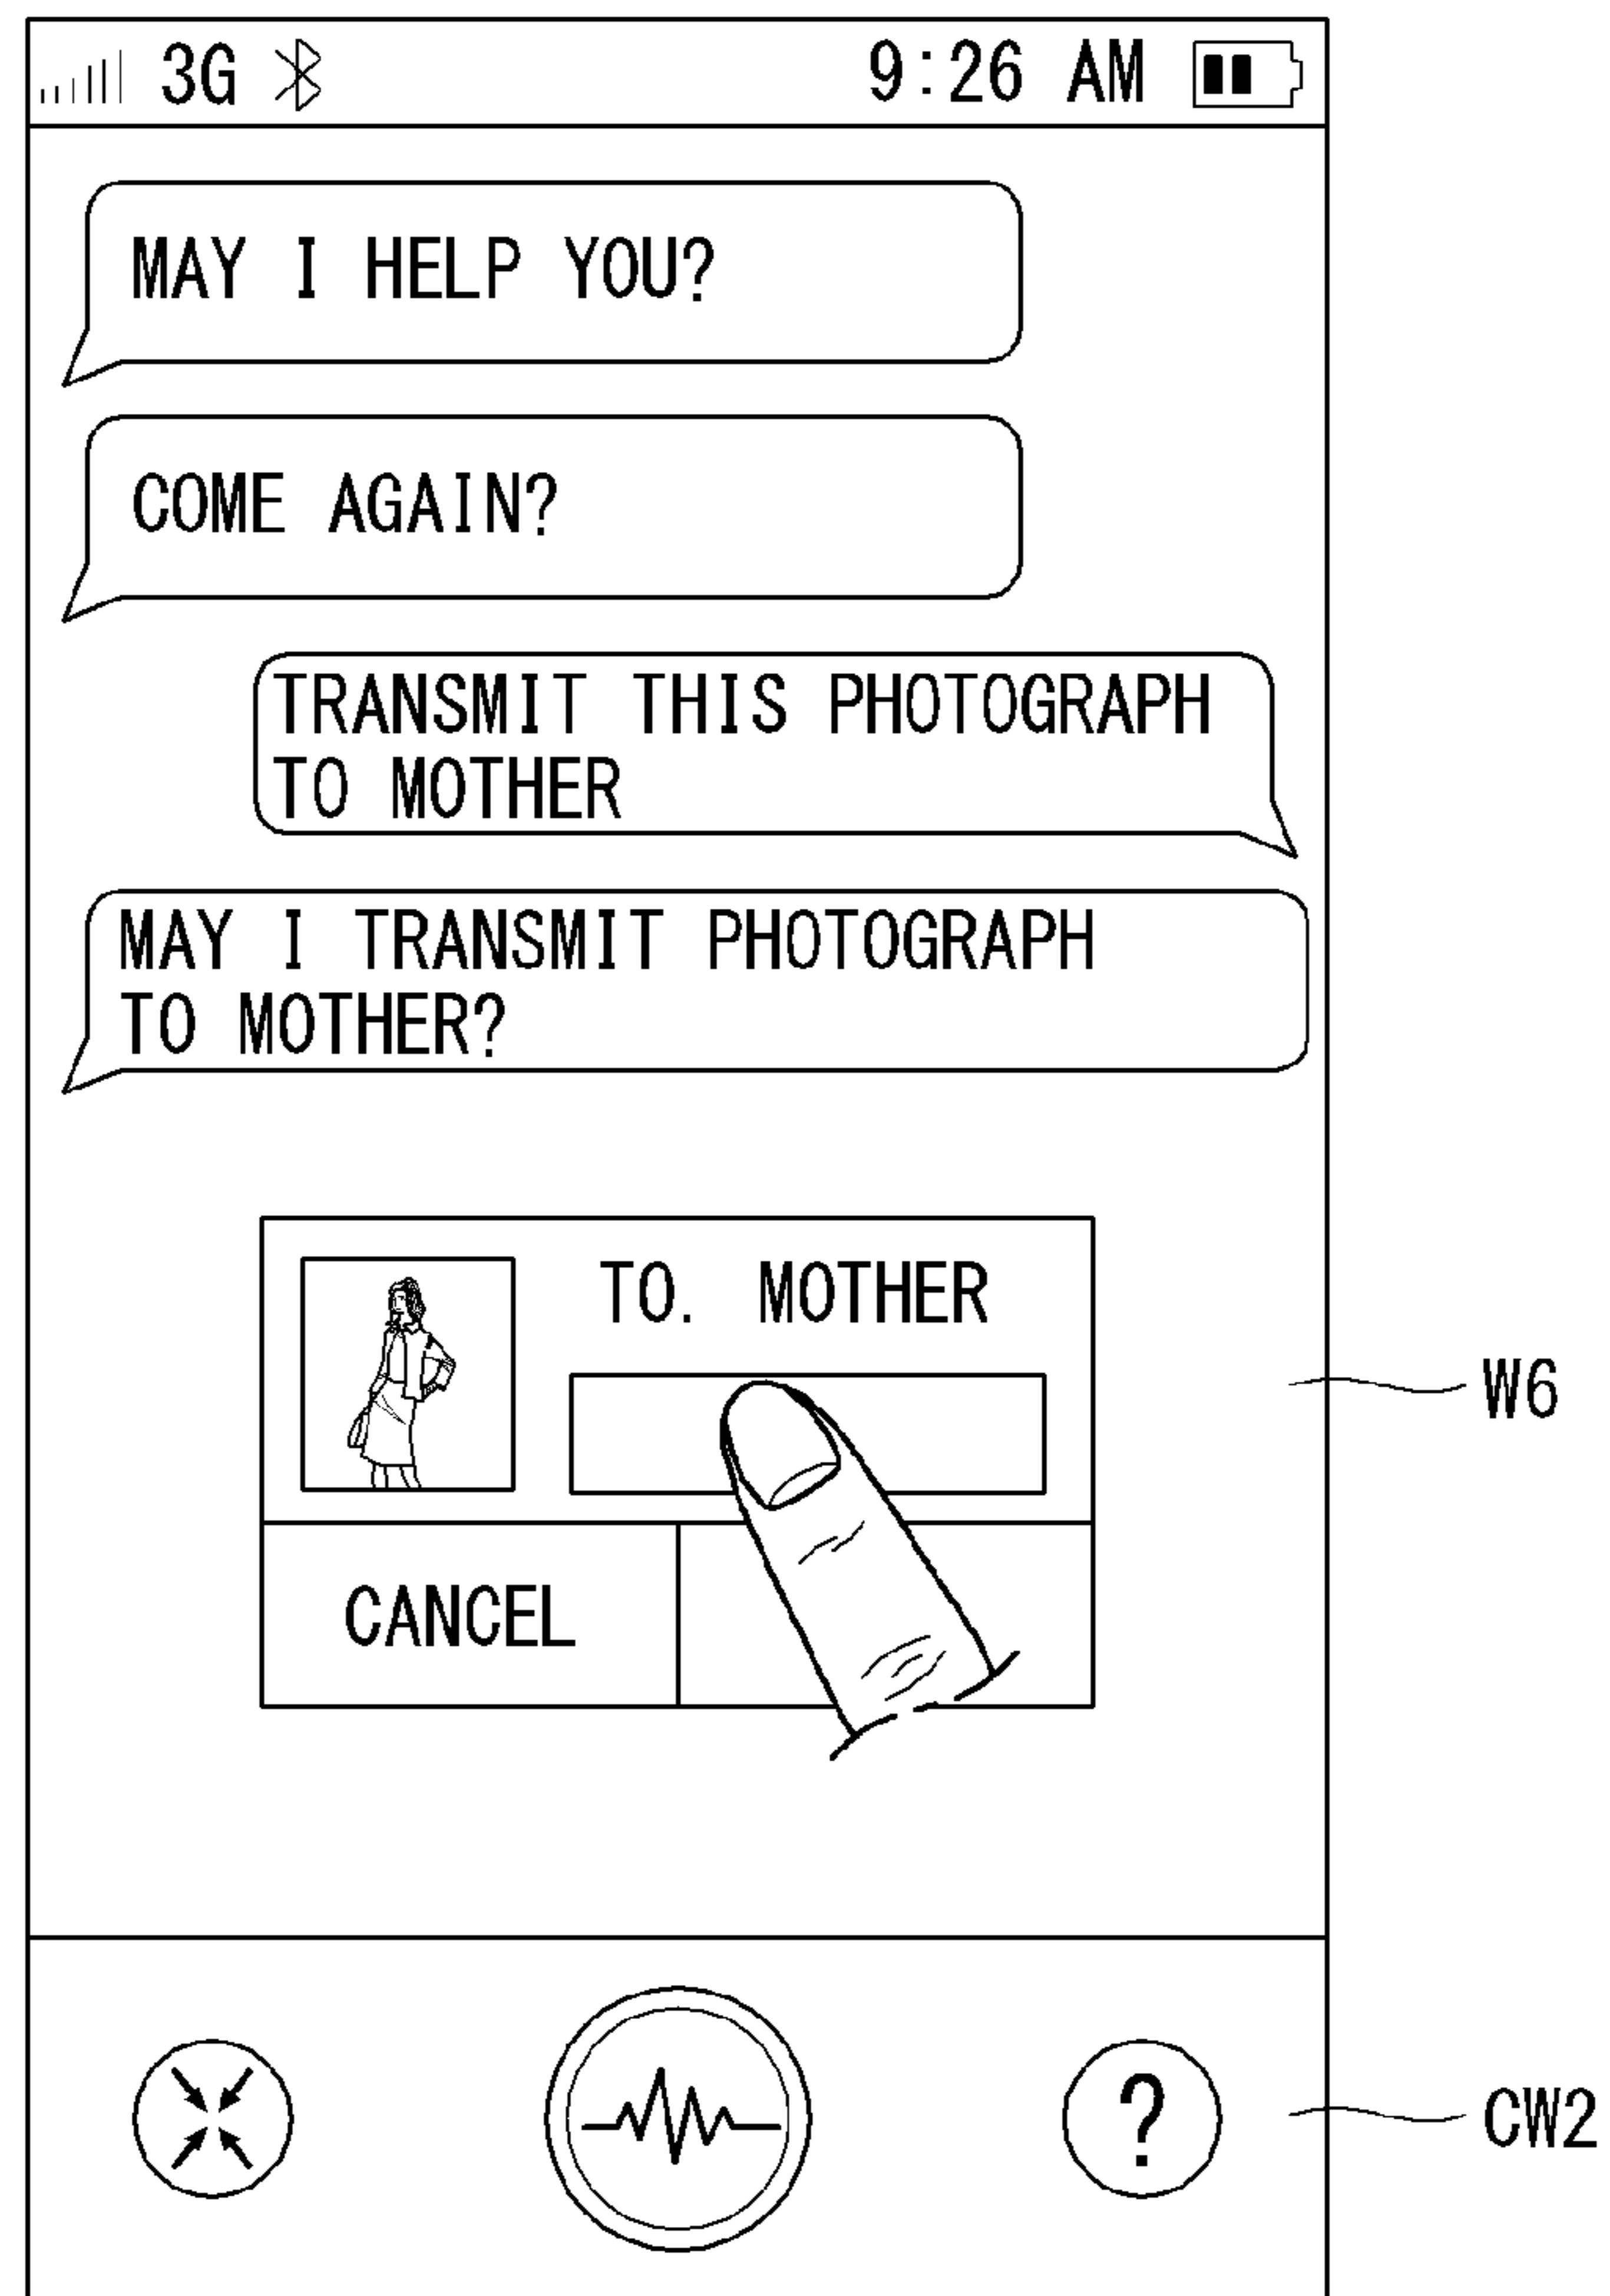 3G 9:26 AM
MAY I HELP YOU?
COME AGAIN?
TRANSMIT THIS PHOTOGRAPH
TO MOTHER
MAY I TRANSMIT PHOTOGRAPH
TO MOTHER?
TO. MOTHER
W6
CANCEL
?
CW2